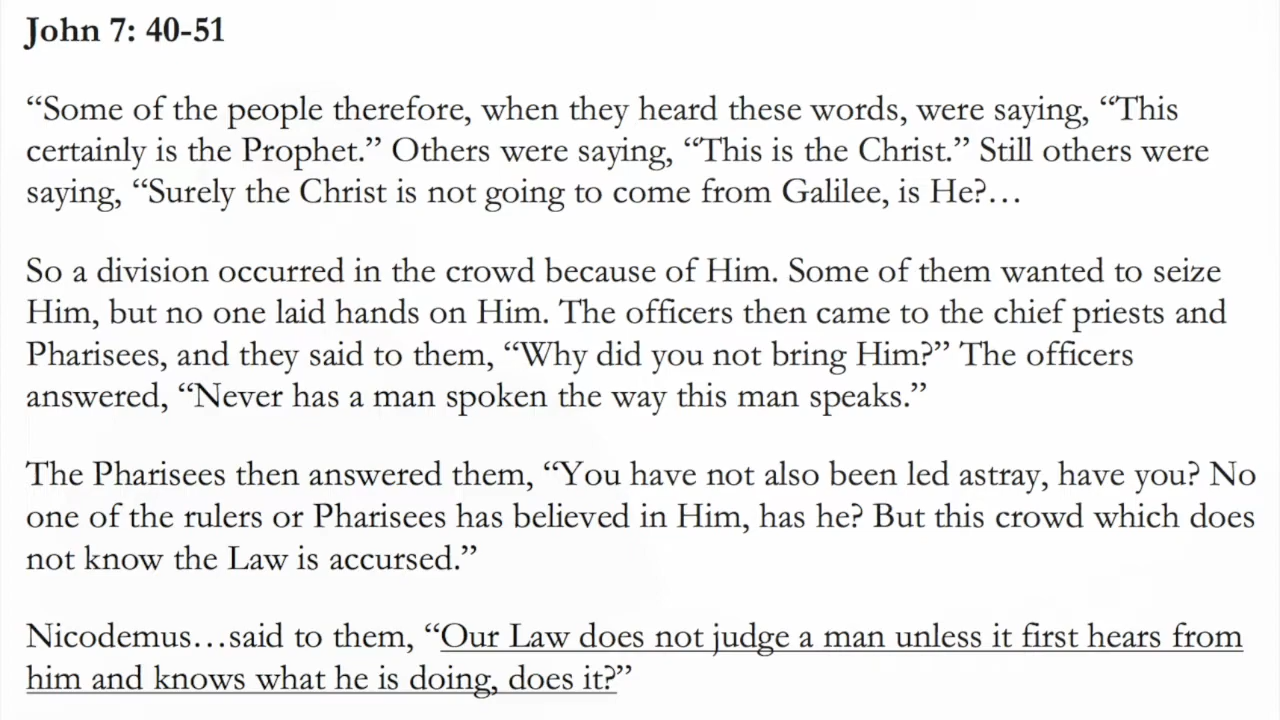 John 7: 40-51
“Some of the people therefore, when they heard these words, were saying, “This
certainly is the Prophet.” Others were saying, “This is the Christ.” Still others were
saying, “Surely the Christ is not going to come from Galilee, is He?…
So a division occurred in the crowd because of Him. Some of them wanted to seize
Him, but no one laid hands on Him. The officers then came to the chief priests and
Pharisees, and they said to them, “Why did you not bring Him?” The officers
answered, “Never has a man spoken the way this man speaks.”
The Pharisees then answered them, “You have not also been led astray, have you? No
one of the rulers or Pharisees has believed in Him, has he? But this crowd which does
not know the Law is accursed.”
Nicodemus…said to them, “Our Law does not judge a man unless it first hears from
him and knows what he is doing, does it?”